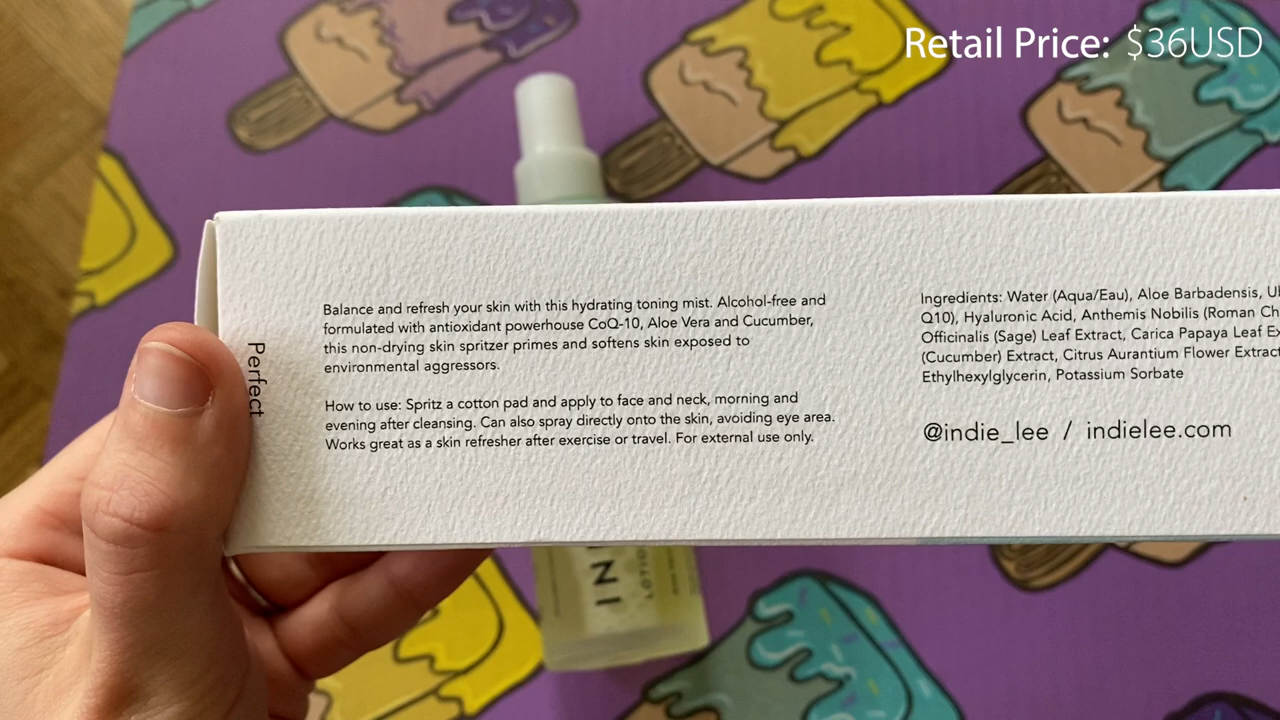 Retail Price: $36USD
Perfect
Balance and refresh your skin with this hydrating toning mist. Alcohol-free and
formulated with antioxidant powerhouse CoQ-10, Aloe Vera and Cucumber,
this non-drying skin spritzer primes and softens skin exposed to
environmental aggressors.
How to use: Spritz a cotton pad and apply to face and neck, morning and
evening after cleansing. Can also spray directly onto the skin, avoiding eye area.
Works great as a skin refresher after exercise or travel. For external use only.
Ingredients: Water (Aqua/Eau), Aloe Barbadensis,
Q10), Hyaluronic Acid, Anthemis Nobilis (Roman
Officinalis (Sage) Leaf Extract, Carica Papaya Leaf
(Cucumber) Extract, Citrus Aurantium Flower Extract
Ethylhexylglycerin, Potassium Sorbate
@indie_lee / indielee.com
IN